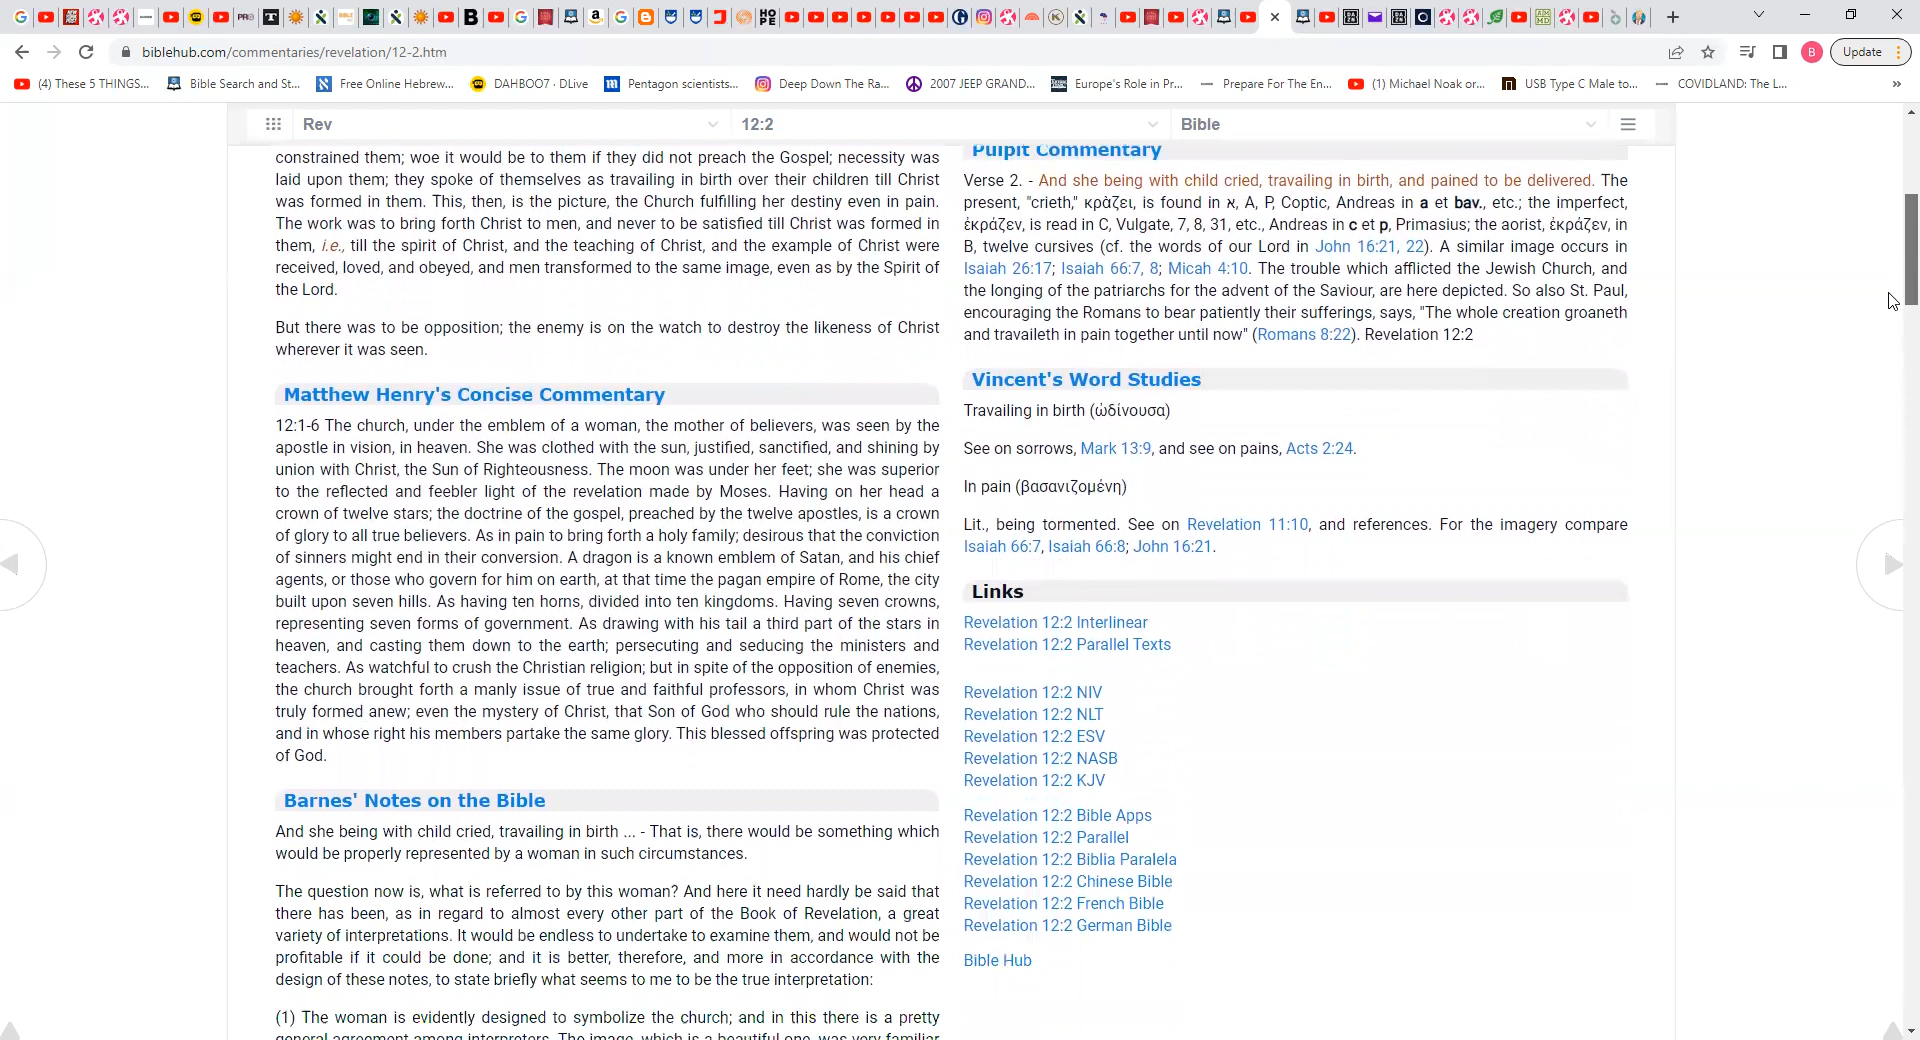 biblehub.com/commentaries/revelation/12-2.htm
B
Update
(4) These 5 THINGS...
Bible Search and St...
Free Online Hebrew...
DAHBOO7 · DLive
Pentagon scientists...
Deep Down The Ra...
2007 JEEP GRAND...
Europe's Role in Pr...
Prepare For The En...
(1) Michael Noak or...
USB Type C Male to...
COVIDLAND: The L...
»
Rev
12:2
Bible
constrained them; woe it would be to them if they did not preach the Gospel; necessity was
laid upon them; they spoke of themselves as travailing in birth over their children till Christ
was formed in them. This, then, is the picture, the Church fulfilling her destiny even in pain.
The work was to bring forth Christ to men, and never to be satisfied till Christ was formed in
them, i.e., till the spirit of Christ, and the teaching of Christ, and the example of Christ were
received, loved, and obeyed, and men transformed to the same image, even as by the Spirit of
the Lord.
But there was to be opposition; the enemy is on the watch to destroy the likeness of Christ
wherever it was seen.
Matthew Henry's Concise Commentary
12:1-6 The church, under the emblem of a woman, the mother of believers, was seen by the
apostle in vision, in heaven. She was clothed with the sun, justified, sanctified, and shining by
union with Christ, the Sun of Righteousness. The moon was under her feet; she was superior
to the reflected and feebler light of the revelation made by Moses. Having on her head a
crown of twelve stars; the doctrine of the gospel, preached by the twelve apostles, is a crown
of glory to all true believers. As in pain to bring forth a holy family; desirous that the conviction
of sinners might end in their conversion. A dragon is a known emblem of Satan, and his chief
agents, or those who govern for him on earth, at that time the pagan empire of Rome, the city
built upon seven hills. As having ten horns, divided into ten kingdoms. Having seven crowns,
representing seven forms of government. As drawing with his tail a third part of the stars in
heaven, and casting them down to the earth; persecuting and seducing the ministers and
teachers. As watchful to crush the Christian religion; but in spite of the opposition of enemies,
the church brought forth a manly issue of true and faithful professors, in whom Christ was
truly formed anew; even the mystery of Christ, that Son of God who should rule the nations,
and in whose right his members partake the same glory. This blessed offspring was protected
of God.
Barnes' Notes on the Bible
And she being with child cried, travailing in birth ... - That is, there would be something which
would be properly represented by a woman in such circumstances.
The question now is, what is referred to by this woman? And here it need hardly be said that
there has been, as in regard to almost every other part of the Book of Revelation, a great
variety of interpretations. It would be endless to undertake to examine them, and would not be
profitable if it could be done; and it is better, therefore, and more in accordance with the
design of these notes, to state briefly what seems to me to be the true interpretation:
(1) The woman is evidently designed to symbolize the church; and in this there is a pretty
general agreement among interpreters. The image, which is a beautiful one, was very familiar
Pulpit Commentary
Verse 2. - And she being with child cried, travailing in birth, and pained to be delivered. The
present, "crieth," κρὰζει, is found in א, A, P, Coptic, Andreas in a et bav., etc.; the imperfect,
ἐκράζεν, is read in C, Vulgate, 7, 8, 31, etc., Andreas in c et p, Primasius; the aorist, ἐκράζεν, in
B, twelve cursives (cf. the words of our Lord in John 16:21, 22). A similar image occurs in
Isaiah 26:17; Isaiah 66:7, 8; Micah 4:10. The trouble which afflicted the Jewish Church, and
the longing of the patriarchs for the advent of the Saviour, are here depicted. So also St. Paul,
encouraging the Romans to bear patiently their sufferings, says, "The whole creation groaneth
and travaileth in pain together until now" (Romans 8:22). Revelation 12:2
Vincent's Word Studies
Travailing in birth (ὠδίνουσα)
See on sorrows, Mark 13:9, and see on pains, Acts 2:24.
In pain (βασανιζομένη)
Lit., being tormented. See on Revelation 11:10, and references. For the imagery compare
Isaiah 66:7, Isaiah 66:8; John 16:21.
Links
Revelation 12:2 Interlinear
Revelation 12:2 Parallel Texts
Revelation 12:2 NIV
Revelation 12:2 NLT
Revelation 12:2 ESV
Revelation 12:2 NASB
Revelation 12:2 KJV
Revelation 12:2 Bible Apps
Revelation 12:2 Parallel
Revelation 12:2 Biblia Paralela
Revelation 12:2 Chinese Bible
Revelation 12:2 French Bible
Revelation 12:2 German Bible
Bible Hub